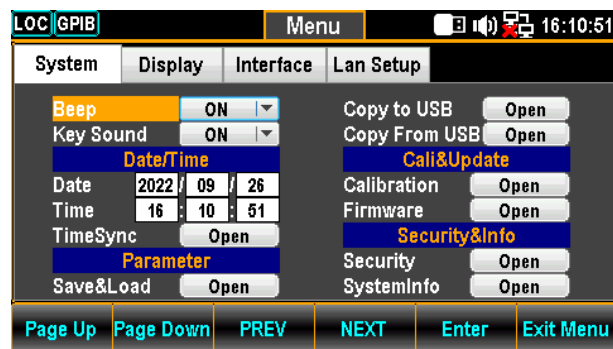 LOC GPIB Menu 16:10:51
System Display Interface Lan Setup
Beep ON Copy to USB Open
Key Sound ON Copy From USB Open
Date/Time Cali&Update
Date 2022 / 09 / 26 Calibration Open
Time 16 : 10 : 51 Firmware Open
TimeSync Open Security&Info
Parameter Security Open
Save&Load Open SystemInfo Open
Page Up Page Down PREV NEXT Enter Exit Menu